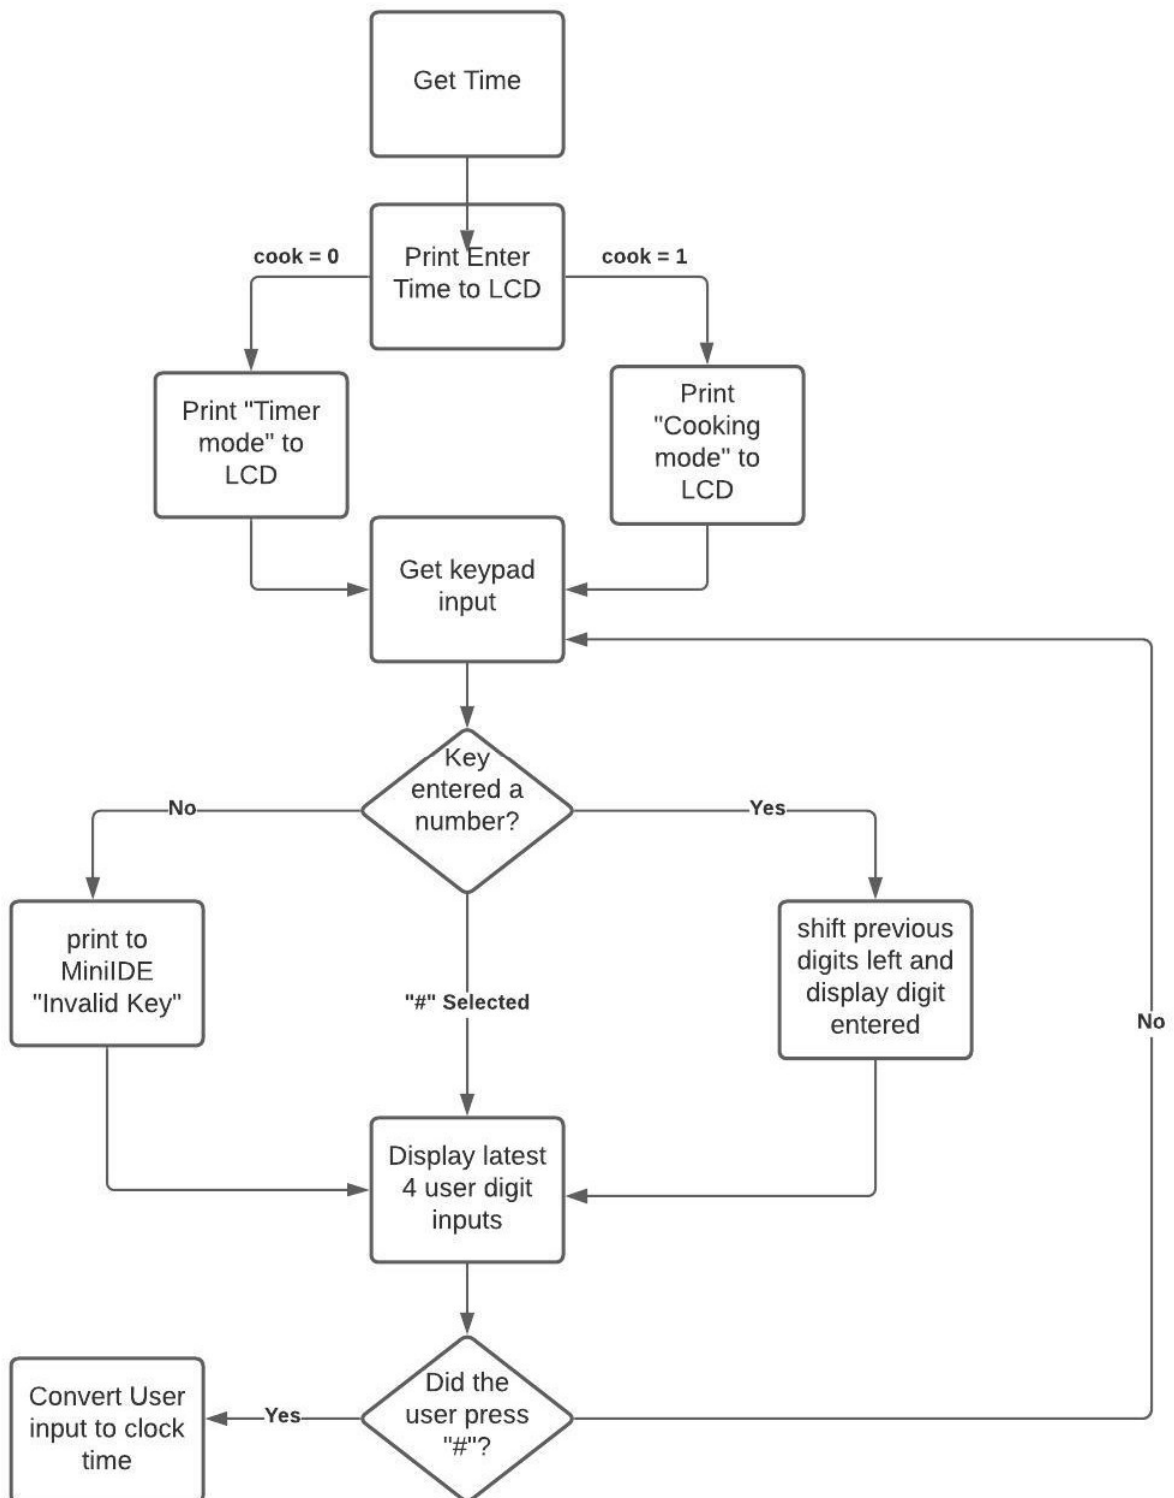 Get Time
Print Enter
Time to LCD
cook = 0
cook = 1
Print "Timer
mode" to
LCD
Print
"Cooking
mode" to
LCD
Get keypad
input
Key
entered a
number?
No
Yes
print to
MiniIDE
"Invalid Key"
"#" Selected
shift previous
digits left and
display digit
entered
No
Display latest
4 user digit
inputs
Did the
user press
"#"?
Yes
Convert User
input to clock
time